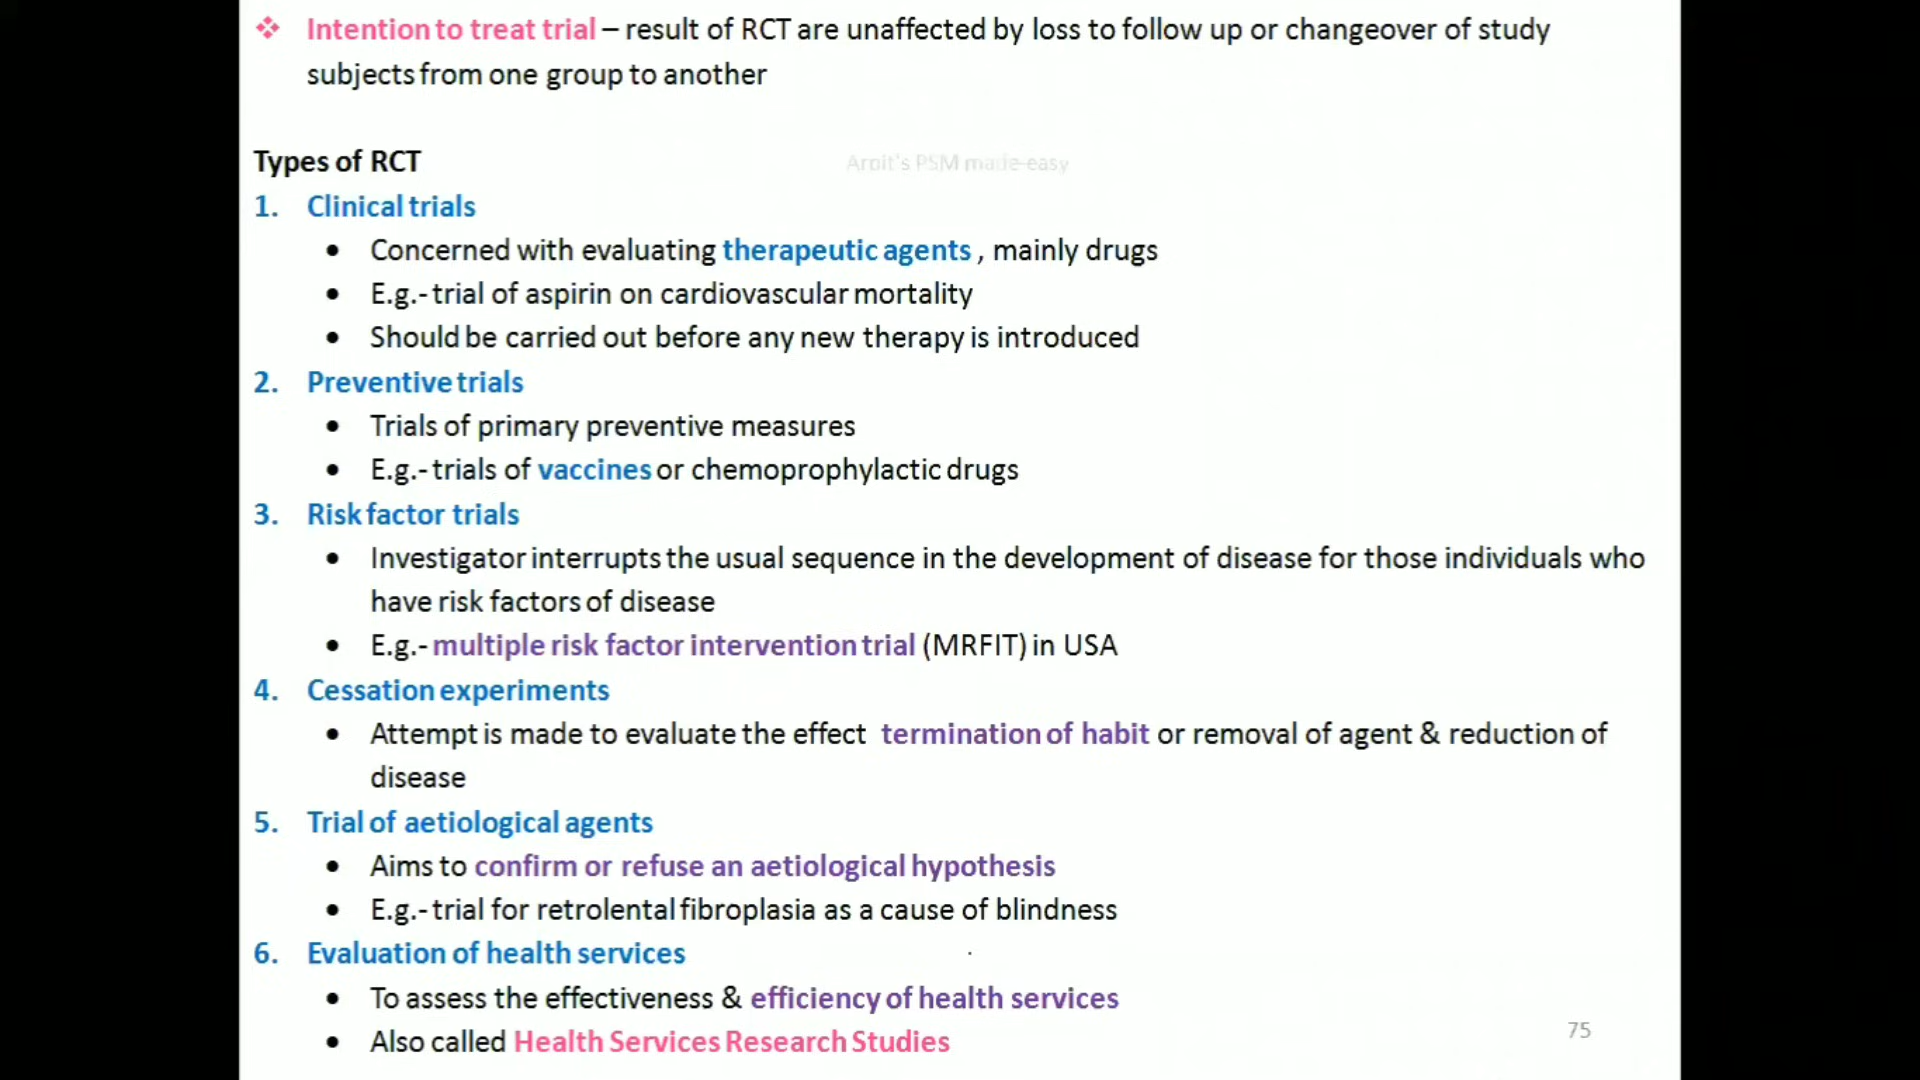 ❖ Intention to treat trial – result of RCT are unaffected by loss to follow up or changeover of study
subjects from one group to another
Types of RCT
Arpit's PSM made easy
1. Clinical trials
• Concerned with evaluating therapeutic agents , mainly drugs
• E.g.- trial of aspirin on cardiovascular mortality
• Should be carried out before any new therapy is introduced
2. Preventive trials
• Trials of primary preventive measures
• E.g.- trials of vaccines or chemoprophylactic drugs
3. Risk factor trials
• Investigator interrupts the usual sequence in the development of disease for those individuals who
have risk factors of disease
• E.g.- multiple risk factor intervention trial (MRFIT) in USA
4. Cessation experiments
• Attempt is made to evaluate the effect termination of habit or removal of agent & reduction of
disease
5. Trial of aetiological agents
• Aims to confirm or refuse an aetiological hypothesis
• E.g.- trial for retrolental fibroplasia as a cause of blindness
6. Evaluation of health services
• To assess the effectiveness & efficiency of health services
• Also called Health Services Research Studies
75